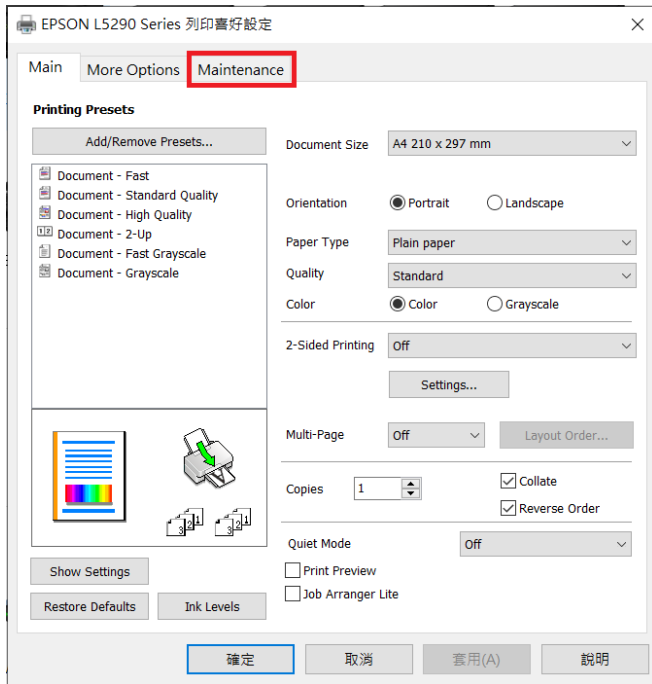 EPSON L5290 Series 列印喜好設定
Main More Options Maintenance
Printing Presets
Add/Remove Presets...
Document - Fast
Document - Standard Quality
Document - High Quality
Document - 2-Up
Document - Fast Grayscale
Document - Grayscale
Show Settings
Restore Defaults Ink Levels
Document Size A4 210 x 297 mm
Orientation Portrait Landscape
Paper Type Plain paper
Quality Standard
Color Color Grayscale
2-Sided Printing Off
Settings...
Multi-Page Off Layout Order...
Copies 1 Collate
Reverse Order
Quiet Mode Off
Print Preview
Job Arranger Lite
確定 取消 套用(A) 說明